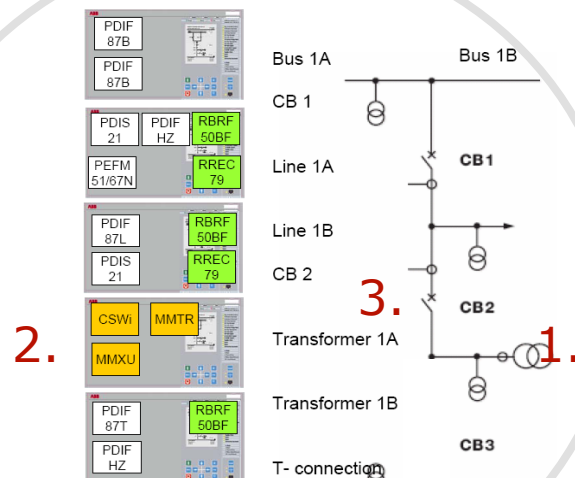 PDIF
87B
PDIF
87B
Bus 1A
Bus 1B
CB 1
PDIS
21
PDIF
HZ
RBRF
50BF
PEFM
51/67N
RREC
79
CB1
Line 1A
PDIF
87L
RBRF
50BF
PDIS
21
RREC
79
Line 1B
CB 2
3.
CB2
CSWi
MMTR
MMXU
2.
Transformer 1A
1.
PDIF
87T
RBRF
50BF
PDIF
HZ
Transformer 1B
CB3
T- connection